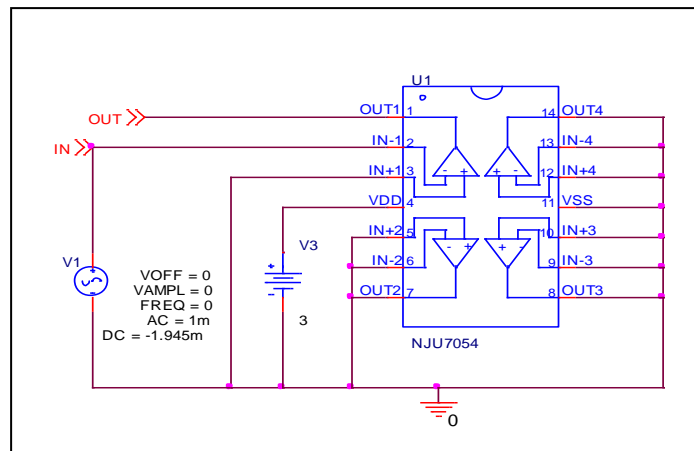 U1
OUT1 1 14 OUT4
OUT
IN-1 2 13 IN-4
IN
IN+1 3 12 IN+4
- + + -
VDD 4 11 VSS
IN+2 5 10 IN+3
- + + -
V3
V1
IN-2 6 9 IN-3
VOFF = 0
VAMPL = 0
FREQ = 0
AC = 1m
DC = -1.945m
OUT2 7 8 OUT3
3
NJU7054
0